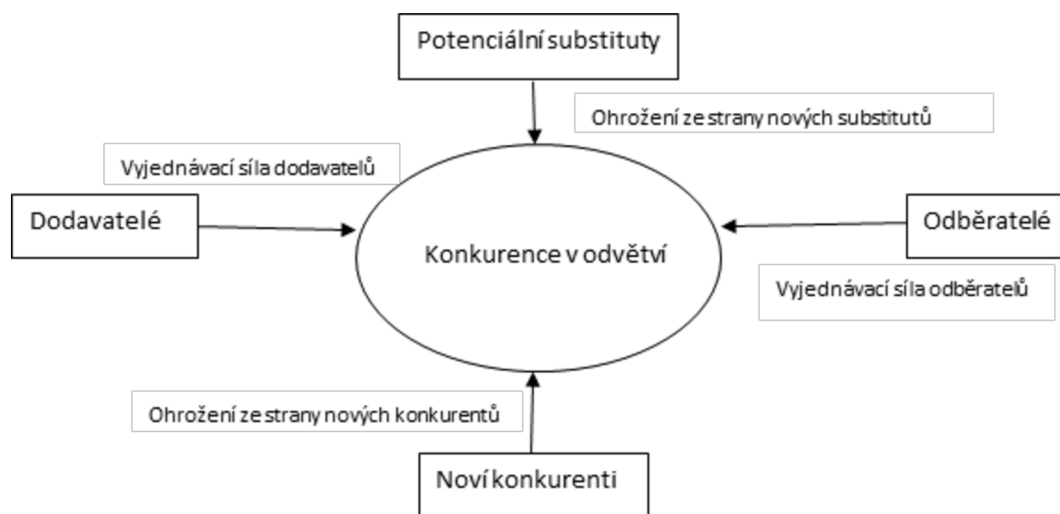 Potenciální substituty
Ohrožení ze strany nových substitutů
Vyjednávací síla dodavatelů
Dodavatelé
Odběratelé
Konkurence v odvětví
Vyjednávací síla odběratelů
Ohrožení ze strany nových konkurentů
Noví konkurenti